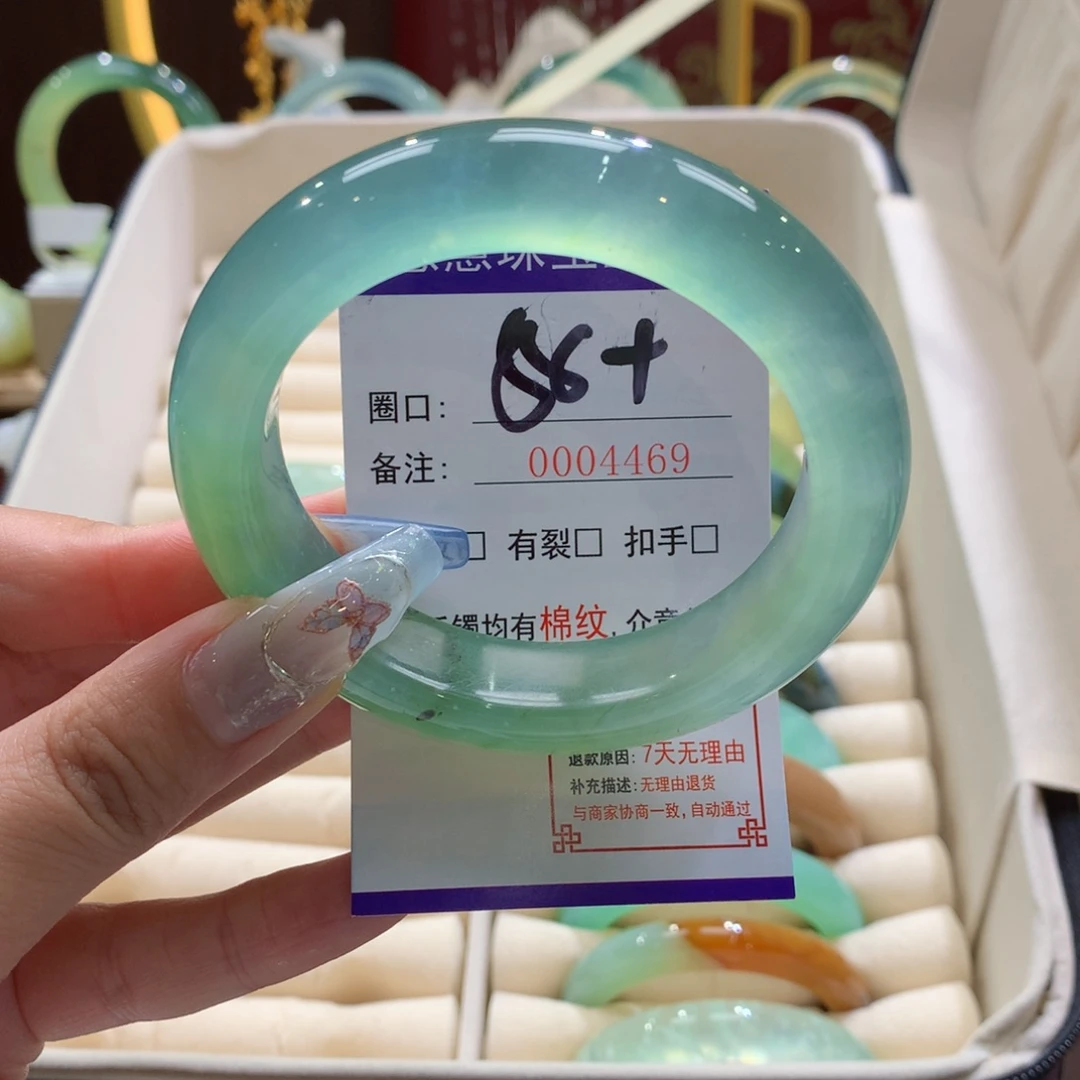 圈口: 56+
备注: 0004469
□ 有裂□ 扣手□
镯均有棉纹,介意
退款原因: 7天无理由
补充描述:无理由退货
与商家协商一致,自动通过